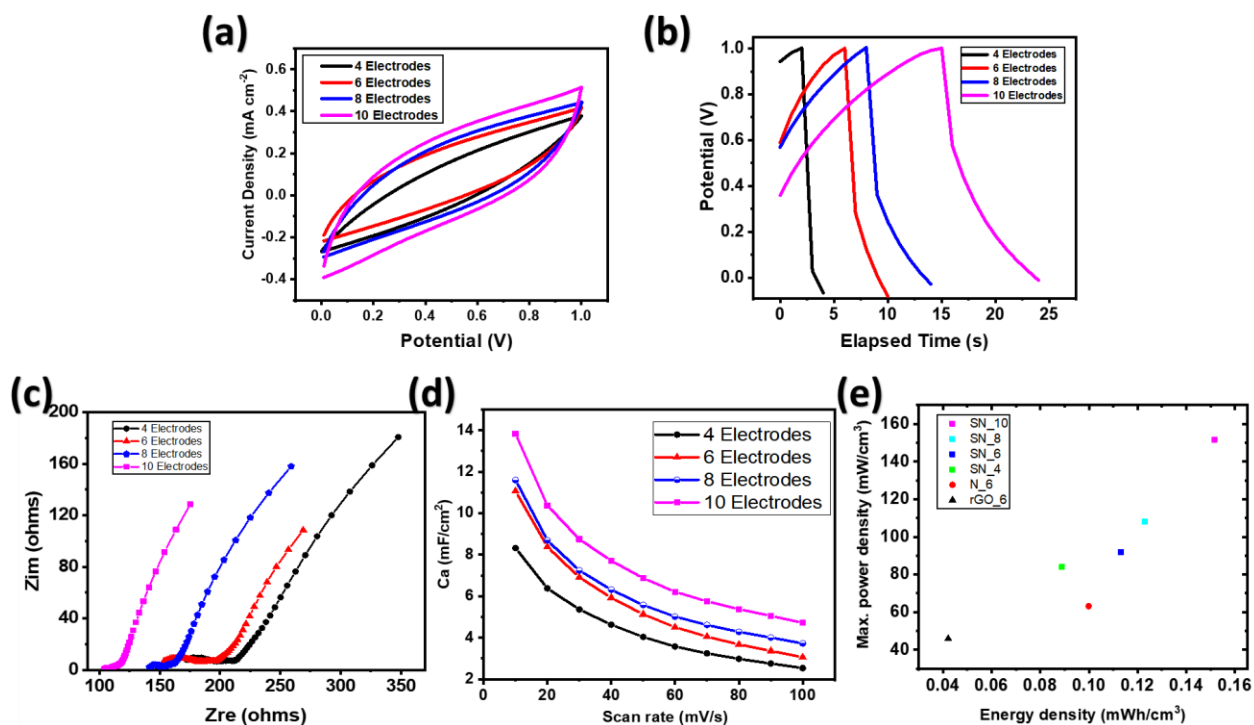 (a)
4 Electrodes
6 Electrodes
8 Electrodes
10 Electrodes
0.6
0.4
0.2
0.0
-0.2
-0.4
Current Density (mA cm-2)
0.0 0.2 0.4 0.6 0.8 1.0
Potential (V)
(b)
4 Electrodes
6 Electrodes
8 Electrodes
10 Electrodes
1.0
0.8
0.6
0.4
0.2
0.0
Potential (V)
0 5 10 15 20 25
Elapsed Time (s)
(c)
4 Electrodes
6 Electrodes
8 Electrodes
10 Electrodes
200
160
120
80
40
0
Zim (ohms)
100 150 200 250 300 350
Zre (ohms)
(d)
4 Electrodes
6 Electrodes
8 Electrodes
10 Electrodes
14
12
10
8
6
4
2
Ca (mF/cm2)
0 20 40 60 80 100
Scan rate (mV/s)
(e)
SN_10
SN_8
SN_6
SN_4
N_6
rGO_6
160
140
120
100
80
60
40
Max. power density (mW/cm3)
0.04 0.06 0.08 0.10 0.12 0.14 0.16
Energy density (mWh/cm3)